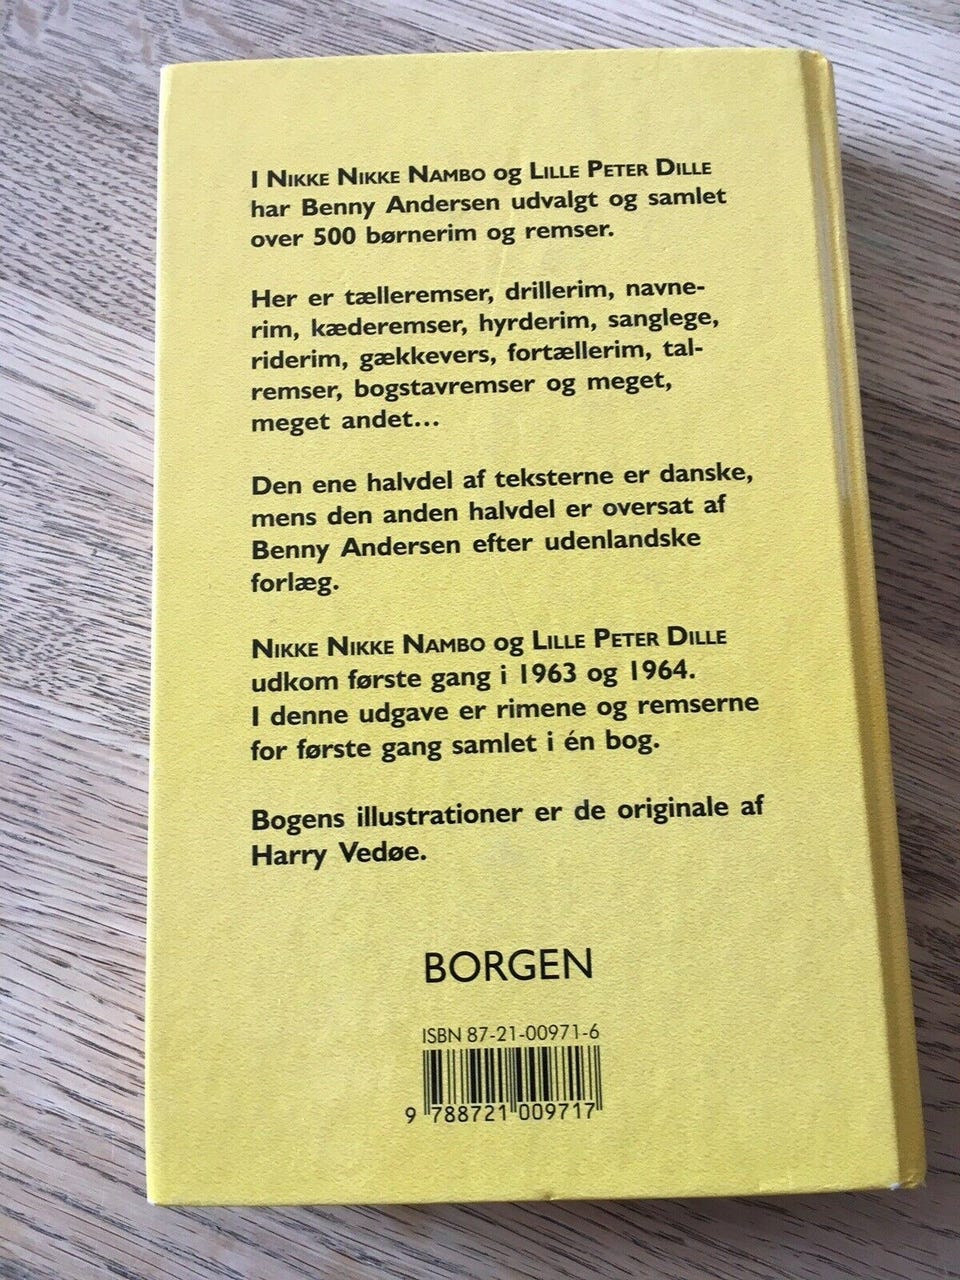 I NIKKE NIKKE NAMBO og LILLE PETER DILLE
har Benny Andersen udvalgt og samlet
over 500 børnerim og remser.
Her er tælleremser, drillerim, navne-
rim, kæderemser, hyrderim, sanglege,
riderim, gækkevers, fortællerim, tal-
remser, bogstavremser og meget,
meget andet...
Den ene halvdel af teksterne er danske,
mens den anden halvdel er oversat af
Benny Andersen efter udenlandske
forlæg.
NIKKE NIKKE NAMBO og LILLE PETER DILLE
udkom første gang i 1963 og 1964.
I denne udgave er rimene og remserne
for første gang samlet i én bog.
Bogens illustrationer er de originale af
Harry Vedøe.
BORGEN
ISBN 87-21-00971-6
9 788721 009717